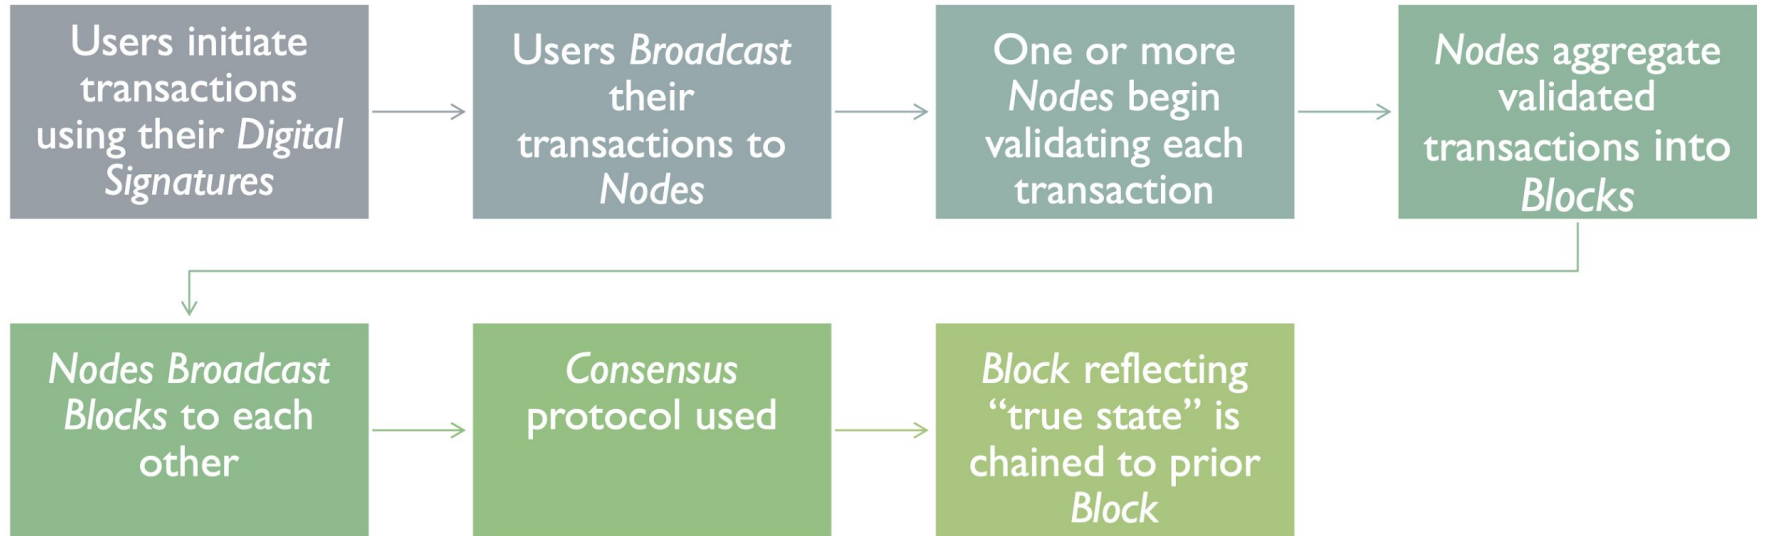 Users initiate
transactions
using their Digital
Signatures
Users Broadcast
their
transactions to
Nodes
One or more
Nodes begin
validating each
transaction
Nodes aggregate
validated
transactions into
Blocks
Nodes Broadcast
Blocks to each
other
Consensus
protocol used
Block reflecting
“true state” is
chained to prior
Block